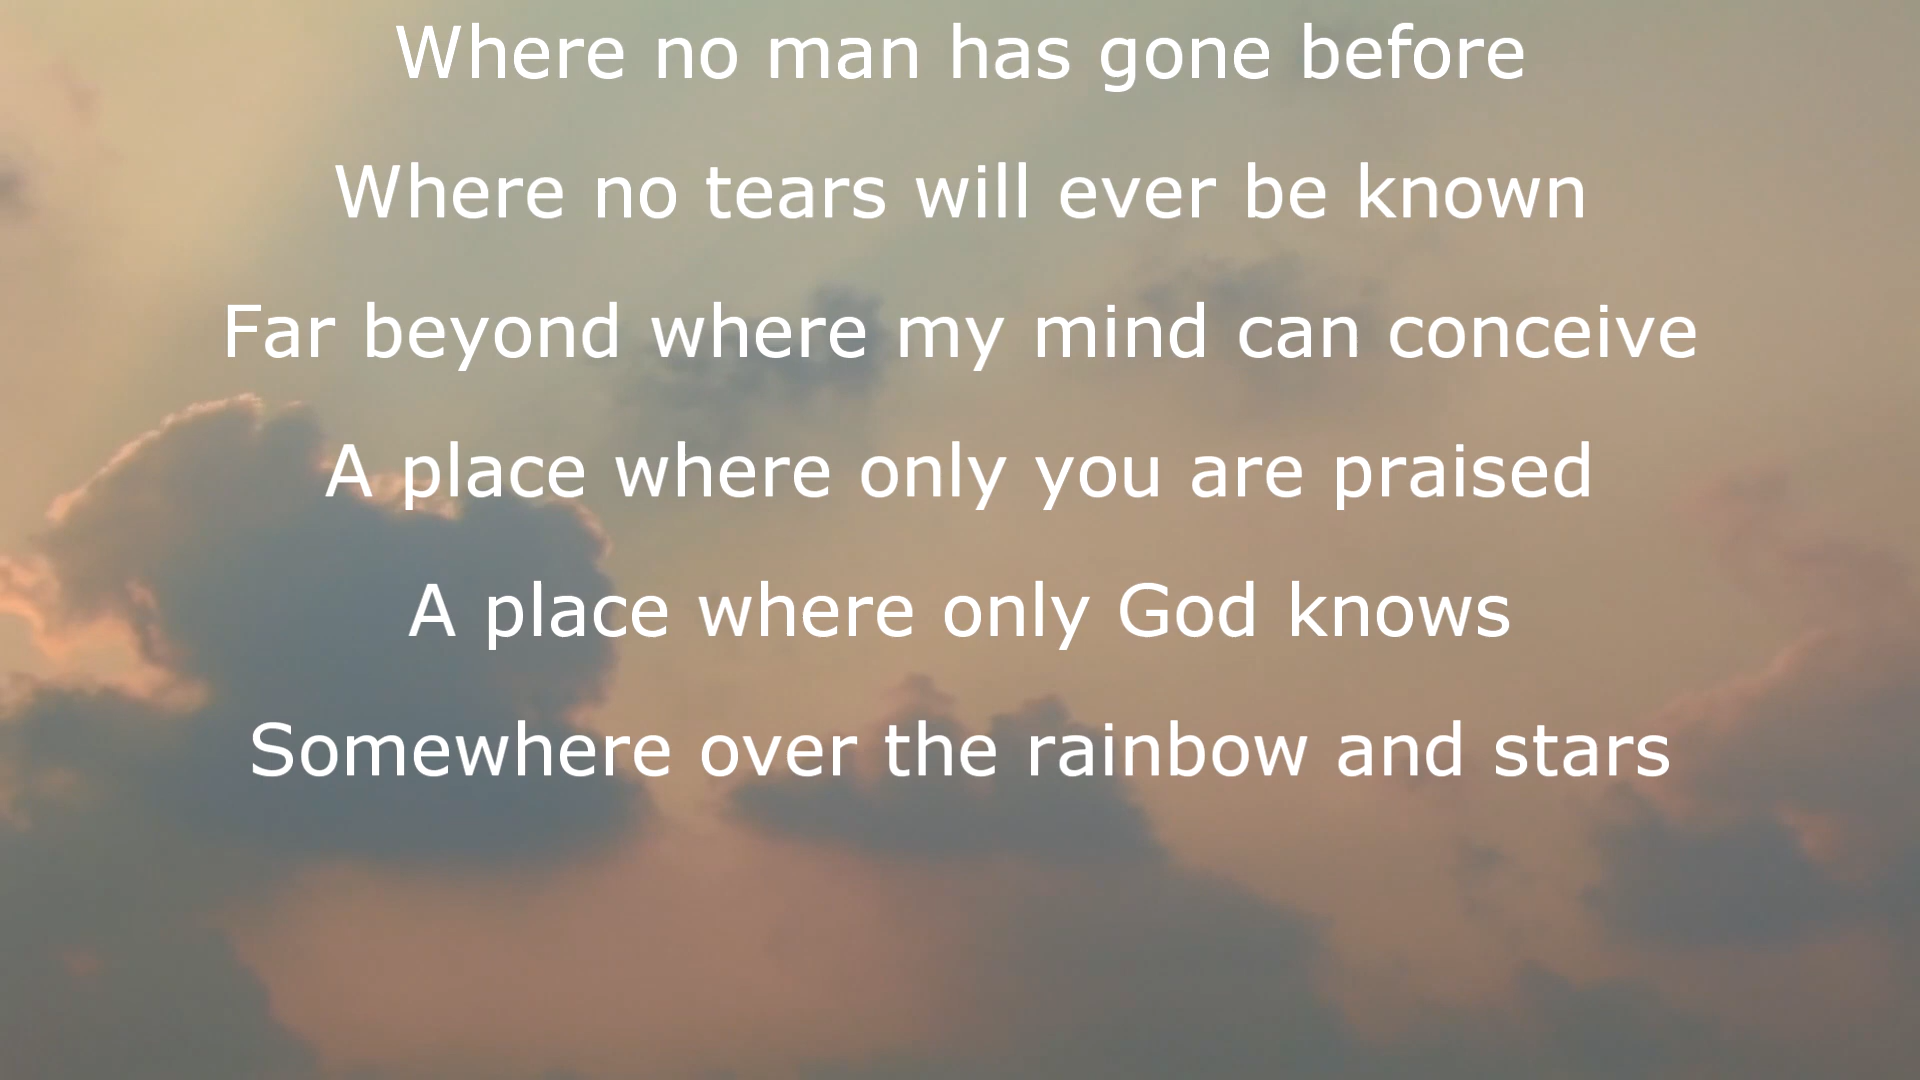 Where no man has gone before
Where no tears will ever be known
Far beyond where my mind can conceive
A place where only you are praised
A place where only God knows
Somewhere over the rainbow and stars